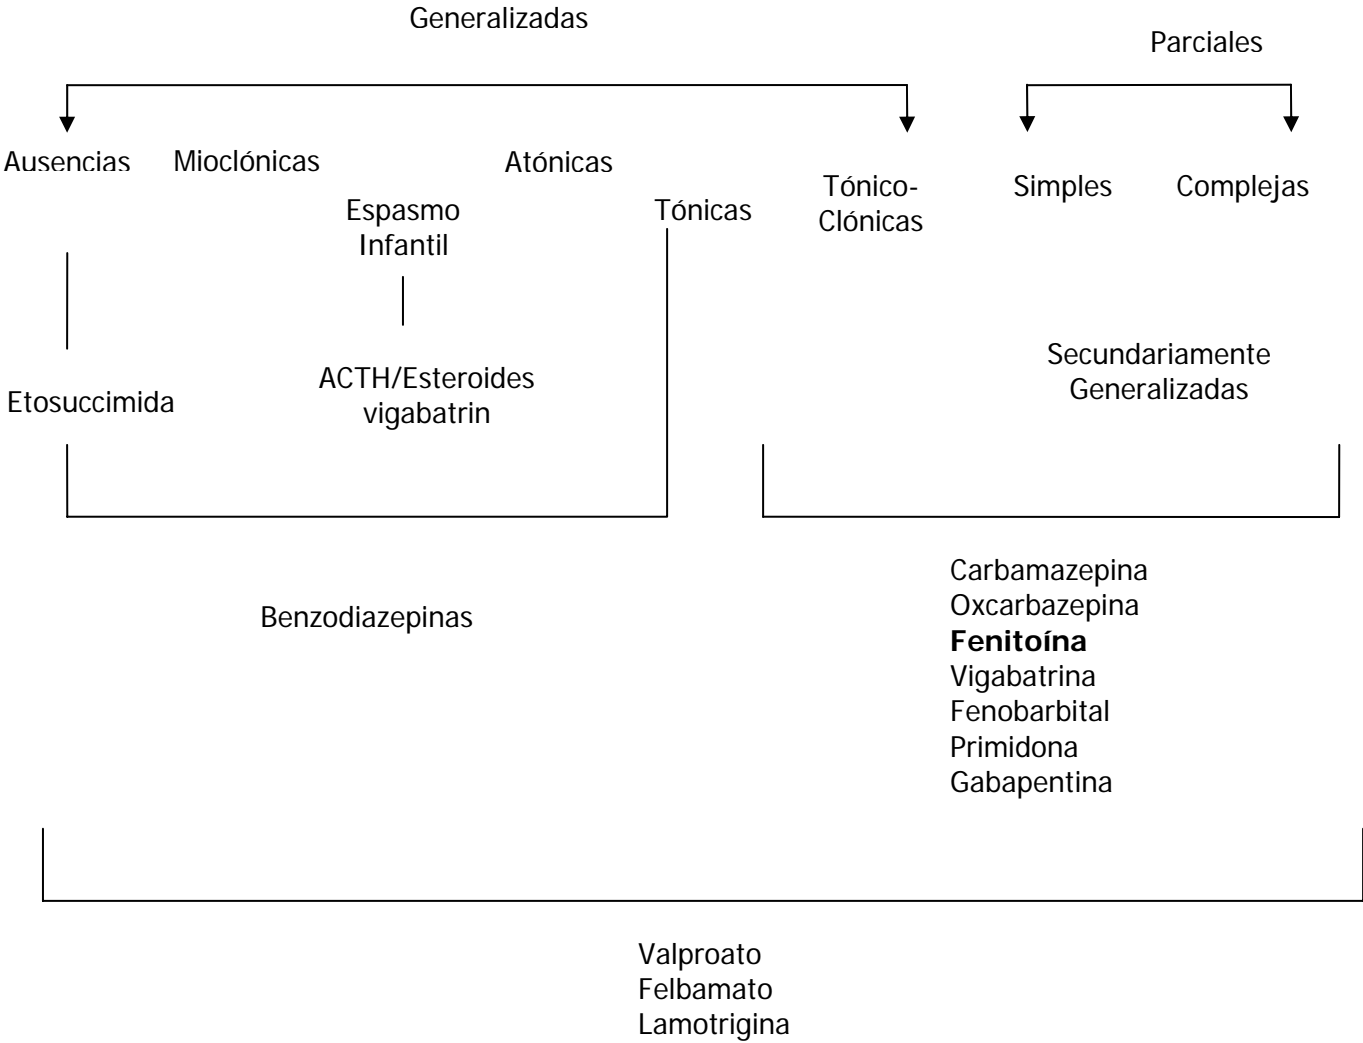 Generalizadas
Parciales
Ausencias
Mioclónicas
Atónicas
Espasmo
Infantil
Tónicas
Tónico-
Clónicas
Simples
Complejas
Etosuccimida
ACTH/Esteroides
vigabatrin
Secundariamente
Generalizadas
Benzodiazepinas
Carbamazepina
Oxcarbazepina
Fenitoína
Vigabatrina
Fenobarbital
Primidona
Gabapentina
Valproato
Felbamato
Lamotrigina